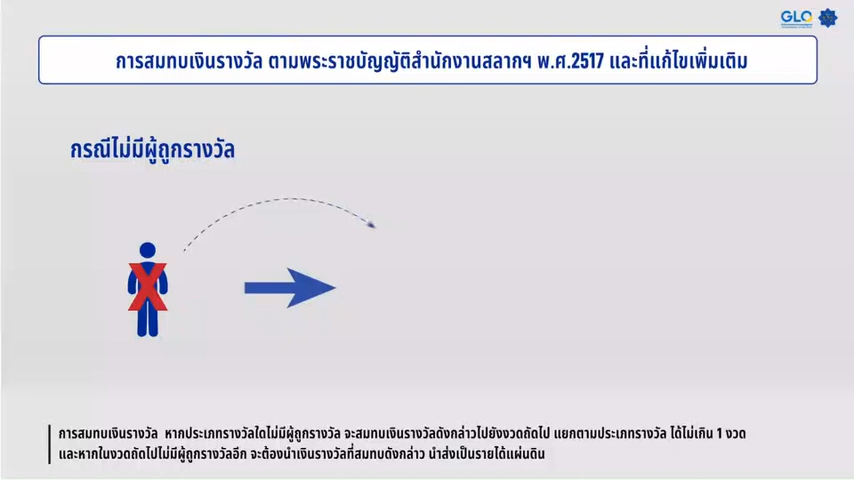 GLO
การสมทบเงินรางวัล ตามพระราชบัญญัติสำนักงานสลากฯ พ.ศ.2517 และที่แก้ไขเพิ่มเติม
กรณีไม่มีผู้ถูกรางวัล
การสมทบเงินรางวัล หากประเภทรางวัลใดไม่มีผู้ถูกรางวัล จะสมทบเงินรางวัลดังกล่าวไปยังงวดถัดไป แยกตามประเภทรางวัล ได้ไม่เกิน 1 งวด
และหากในงวดถัดไปไม่มีผู้ถูกรางวัลอีก จะต้องนำเงินรางวัลที่สมทบดังกล่าว นำส่งเป็นรายได้แผ่นดิน